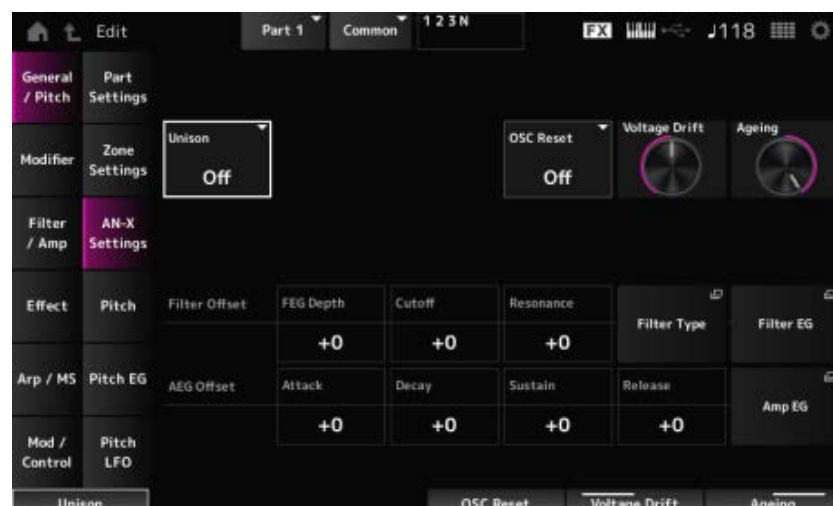 Edit
Part 1
Common
1 2 3 N
FX
♩118
General / Pitch
Part Settings
Modifier
Zone Settings
Unison
Off
OSC Reset
Off
Voltage Drift
Ageing
Filter / Amp
AN-X Settings
Effect
Pitch
Filter Offset
FEG Depth
+0
Cutoff
+0
Resonance
+0
Filter Type
Filter EG
Arp / MS
Pitch EG
AEG Offset
Attack
+0
Decay
+0
Sustain
+0
Release
+0
Amp EG
Mod / Control
Pitch LFO
Unison
OSC Reset
Voltage Drift
Ageing